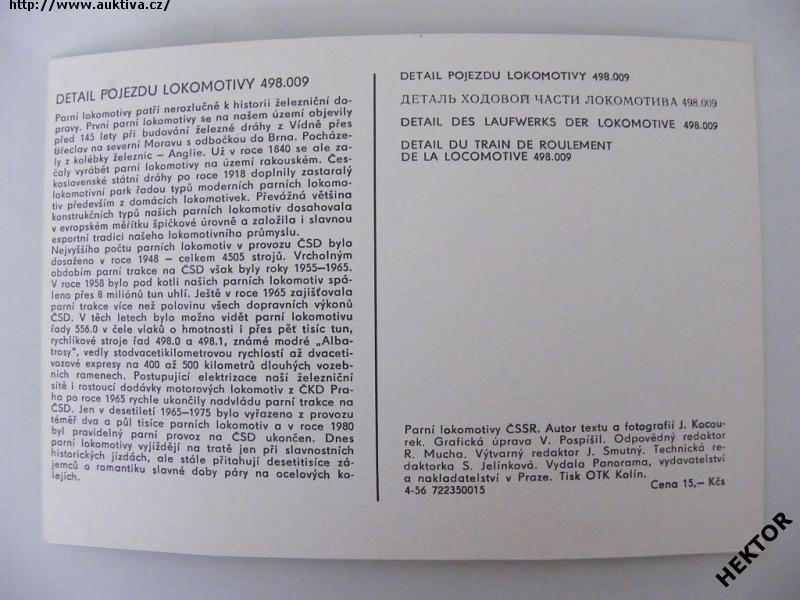 http://www.auktiva.cz/
DETAIL POJEZDU LOKOMOTIVY 498.009
Parní lokomotivy patří nerozlučně k historii železniční do-
pravy. První parní lokomotivy se na našem území objevily
před 145 lety při budování železné dráhy z Vídně přes
Břeclav na severní Moravu s odbočkou do Brna. Pocháze-
ly z kolébky železnic – Anglie. Už v roce 1840 se ale za-
čaly vyrábět parní lokomotivy na území rakouském. Čes-
koslovenské státní dráhy po roce 1918 doplnily zastaralý
lokomotivní park řadou typů moderních parních lokomo-
tiv především z domácích lokomotivek. Převážná většina
konstrukčních typů našich parních lokomotiv dosahovala
v evropském měřítku špičkové úrovně a založila i slavnou
exportní tradici našeho lokomotivního průmyslu.
Nejvyššího počtu parních lokomotiv v provozu ČSD bylo
dosaženo v roce 1948 – celkem 4505 strojů. Vrcholným
obdobím parní trakce na ČSD však byly roky 1955–1965.
V roce 1958 bylo pod kotli našich parních lokomotiv spá-
leno přes 8 miliónů tun uhlí. Ještě v roce 1965 zajišťovala
parní trakce více než polovinu všech dopravních výkonů
ČSD. V těch letech bylo možno vidět parní lokomotivu
řady 556.0 v čele vlaků o hmotnosti i přes pět tisíc tun,
rychlíkové stroje řad 498.0 a 498.1, známé modré „Alba-
trosy", vedly stodvacetikilometrovou rychlostí až dvaceti-
vozové expresy na 400 až 500 kilometrů dlouhých vozeb-
ních ramenech. Postupující elektrizace naší železniční
sítě i rostoucí dodávky motorových lokomotiv z ČKD Pra-
ha po roce 1965 rychle ukončily nadvládu parní trakce na
ČSD. Jen v desetiletí 1965–1975 bylo vyřazeno z provozu
téměř dva a půl tisíce parních lokomotiv a v roce 1980
byl pravidelný parní provoz na ČSD ukončen. Dnes
parní lokomotivy vyjíždějí na tratě jen při slavnostních
historických jízdách, ale stále přitahují desetitisíce zá-
jemců o romantiku slavné doby páry na ocelových ko-
lejích.
DETAIL POJEZDU LOKOMOTIVY 498.009
ДЕТАЛЬ ХОДОВОЙ ЧАСТИ ЛОКОМОТИВА 498.009
DETAIL DES LAUFWERKS DER LOKOMOTIVE 498.009
DETAIL DU TRAIN DE ROULEMENT
DE LA LOCOMOTIVE 498.009
Parní lokomotivy ČSSR. Autor textu a fotografií J. Kocou-
rek. Grafická úprava V. Pospíšil. Odpovědný redaktor
R. Mucha. Výtvarný redaktor J. Smutný. Technická re-
daktorka S. Jelínková. Vydala Panorama, vydavatelství
a nakladatelství v Praze. Tisk OTK Kolín.
4-56 722350015 Cena 15,– Kčs
HEKTOR